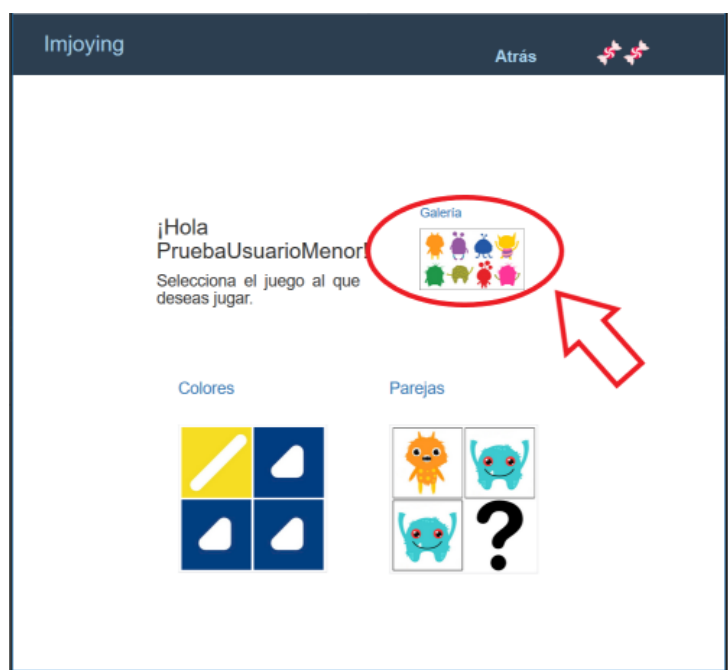 Imjoying
Atrás
Galería
¡Hola
PruebaUsuarioMenor!
Selecciona el juego al que
deseas jugar.
Colores
Parejas
?